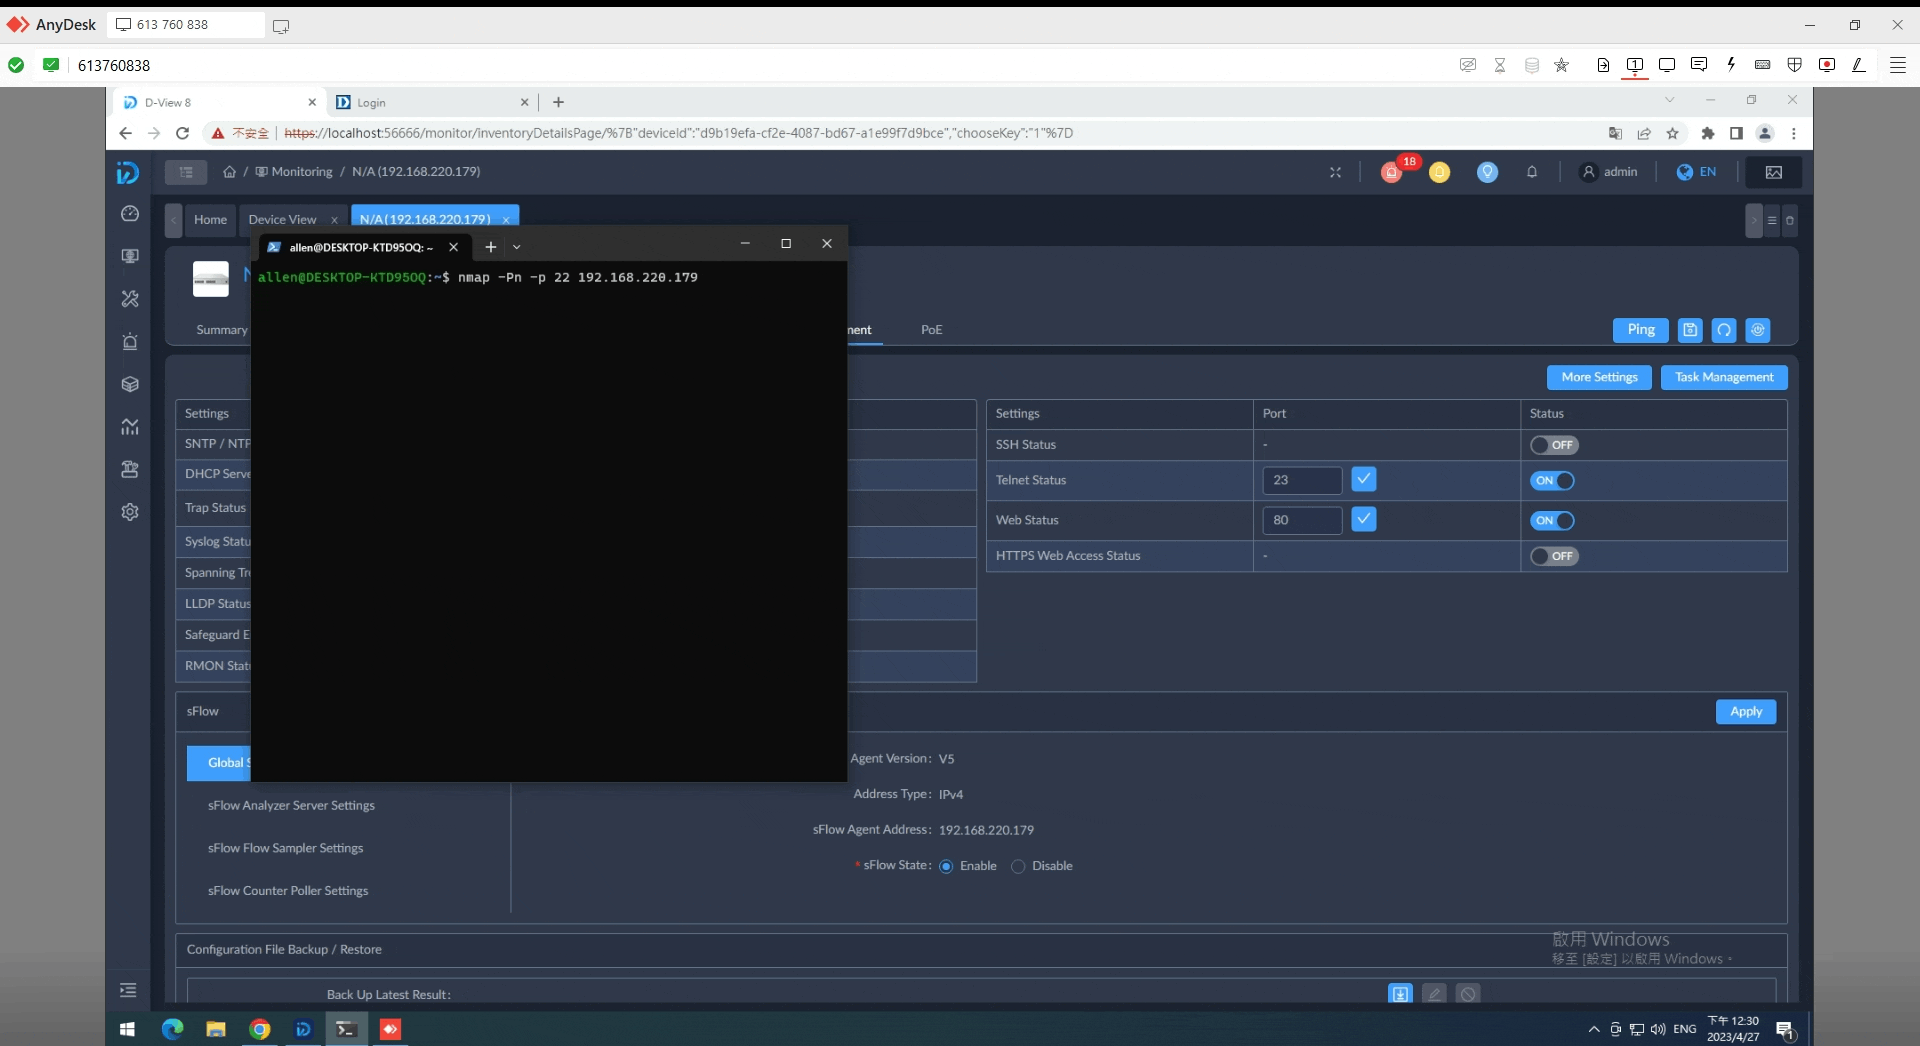 AnyDesk
613 760 838
613760838
D-View 8
Login
不安全
https://localhost:56666/monitor/inventoryDetailsPage/%7B"deviceId":"d9b19efa-cf2e-4087-bd67-a1e99f7d9bce","chooseKey":"1"%7D
/ Monitoring / N/A (192.168.220.179)
18
admin
EN
Home
Device View
N/A(192.168.220.179)
allen@DESKTOP-KTD95OQ: ~
allen@DESKTOP-KTD95OQ:~$ nmap -Pn -p 22 192.168.220.179
Summary
ment
PoE
Ping
More Settings
Task Management
Settings
SNTP / NTP
DHCP Serve
Trap Status
Syslog Statu
Spanning Tr
LLDP Status
Safeguard E
RMON Stat
Settings Port Status
SSH Status - OFF
Telnet Status 23 ON
Web Status 80 ON
HTTPS Web Access Status - OFF
sFlow
Apply
Global S
sFlow Analyzer Server Settings
sFlow Flow Sampler Settings
sFlow Counter Poller Settings
Agent Version: V5
Address Type: IPv4
sFlow Agent Address: 192.168.220.179
* sFlow State: Enable Disable
Configuration File Backup / Restore
Back Up Latest Result:
啟用 Windows
移至 [設定] 以啟用 Windows。
ENG
下午 12:30
2023/4/27
1